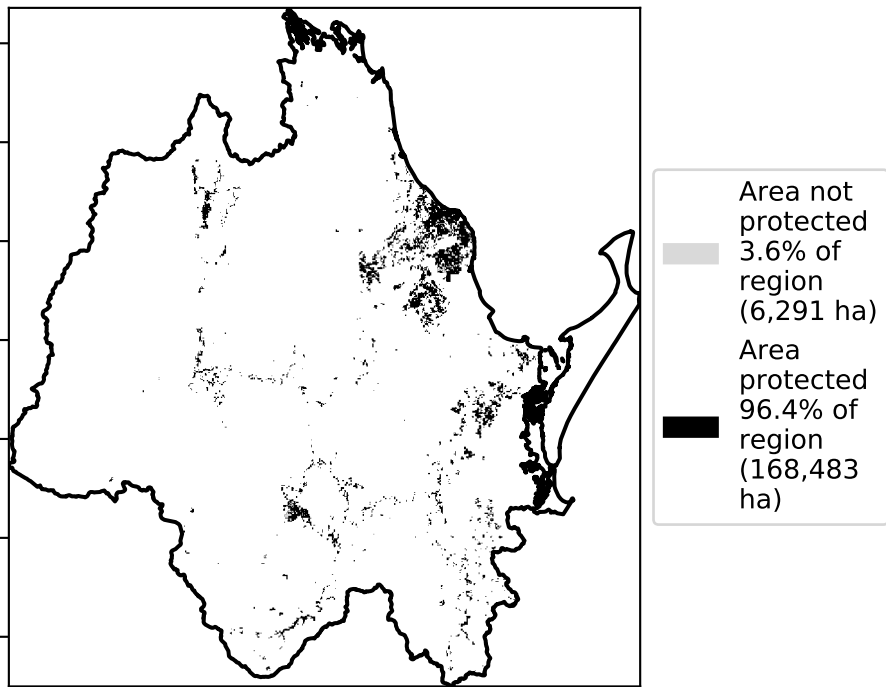 Area not
protected
3.6% of
region
(6,291 ha)
Area
protected
96.4% of
region
(168,483
ha)